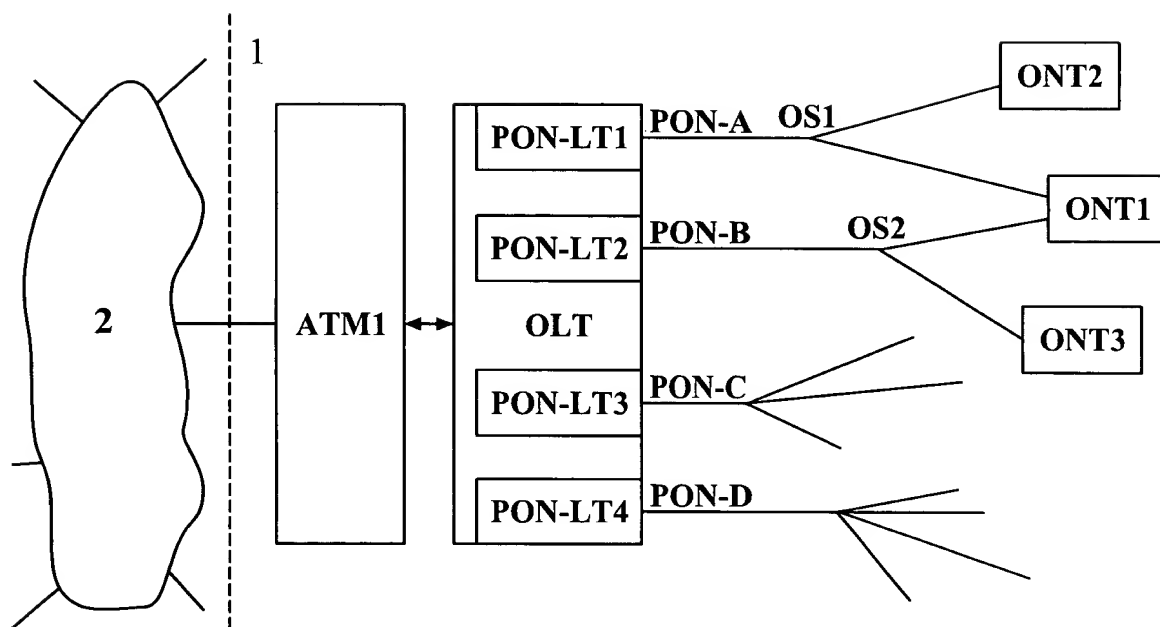 1
ONT2
PON-LT1
PON-A
OS1
ONT1
PON-LT2
PON-B
OS2
2
ATM1
OLT
ONT3
PON-LT3
PON-C
PON-LT4
PON-D